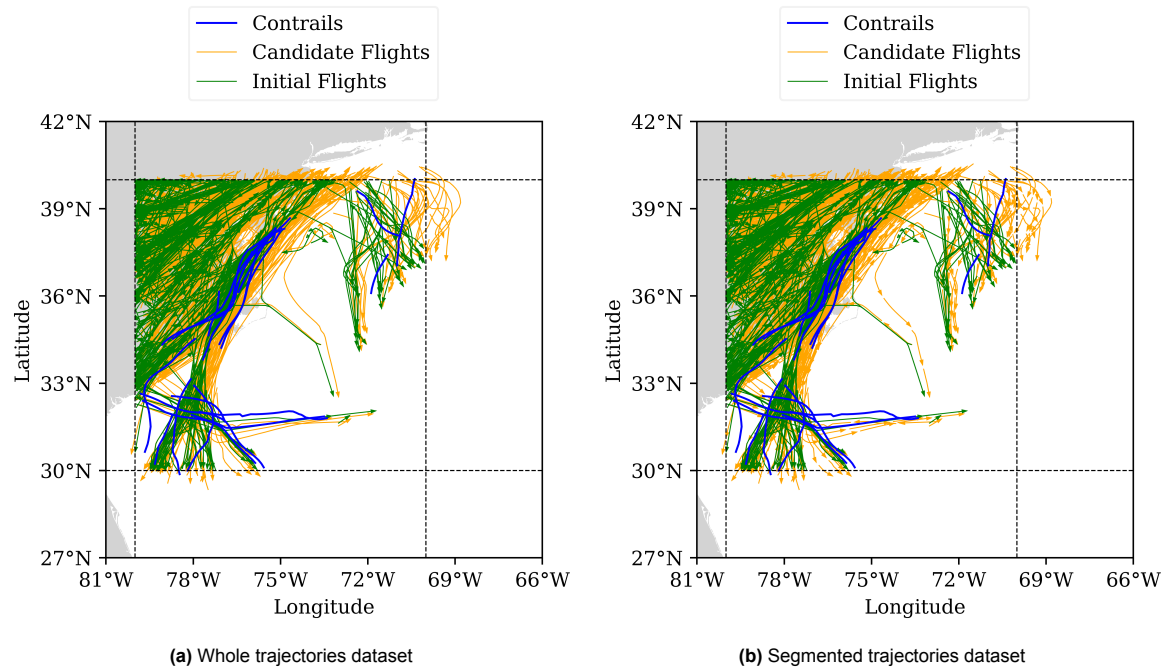 Contrails
Candidate Flights
Initial Flights
42°N
39°N
36°N
33°N
30°N
27°N
Latitude
81°W 78°W 75°W 72°W 69°W 66°W
Longitude
(a) Whole trajectories dataset
Contrails
Candidate Flights
Initial Flights
42°N
39°N
36°N
33°N
30°N
27°N
Latitude
81°W 78°W 75°W 72°W 69°W 66°W
Longitude
(b) Segmented trajectories dataset